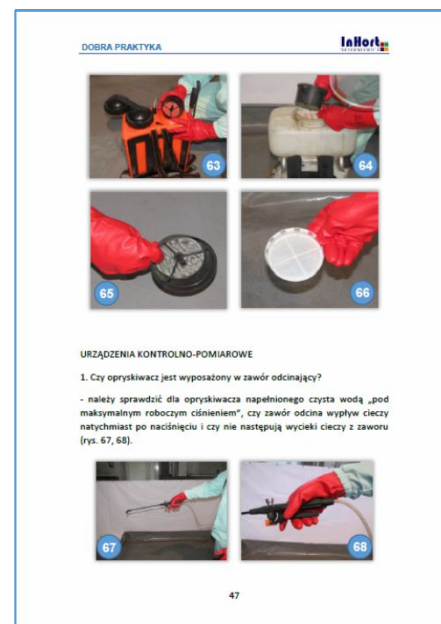 DOBRA PRAKTYKA
InHort
63
64
65
66
URZĄDZENIA KONTROLNO-POMIAROWE
1. Czy opryskiwacz jest wyposażony w zawór odcinający?
- należy sprawdzić dla opryskiwacza napełnionego czysta wodą „pod
maksymalnym roboczym ciśnieniem”, czy zawór odcina wypływ cieczy
natychmiast po naciśnięciu i czy nie następują wycieki cieczy z zaworu
(rys. 67, 68).
67
68
47